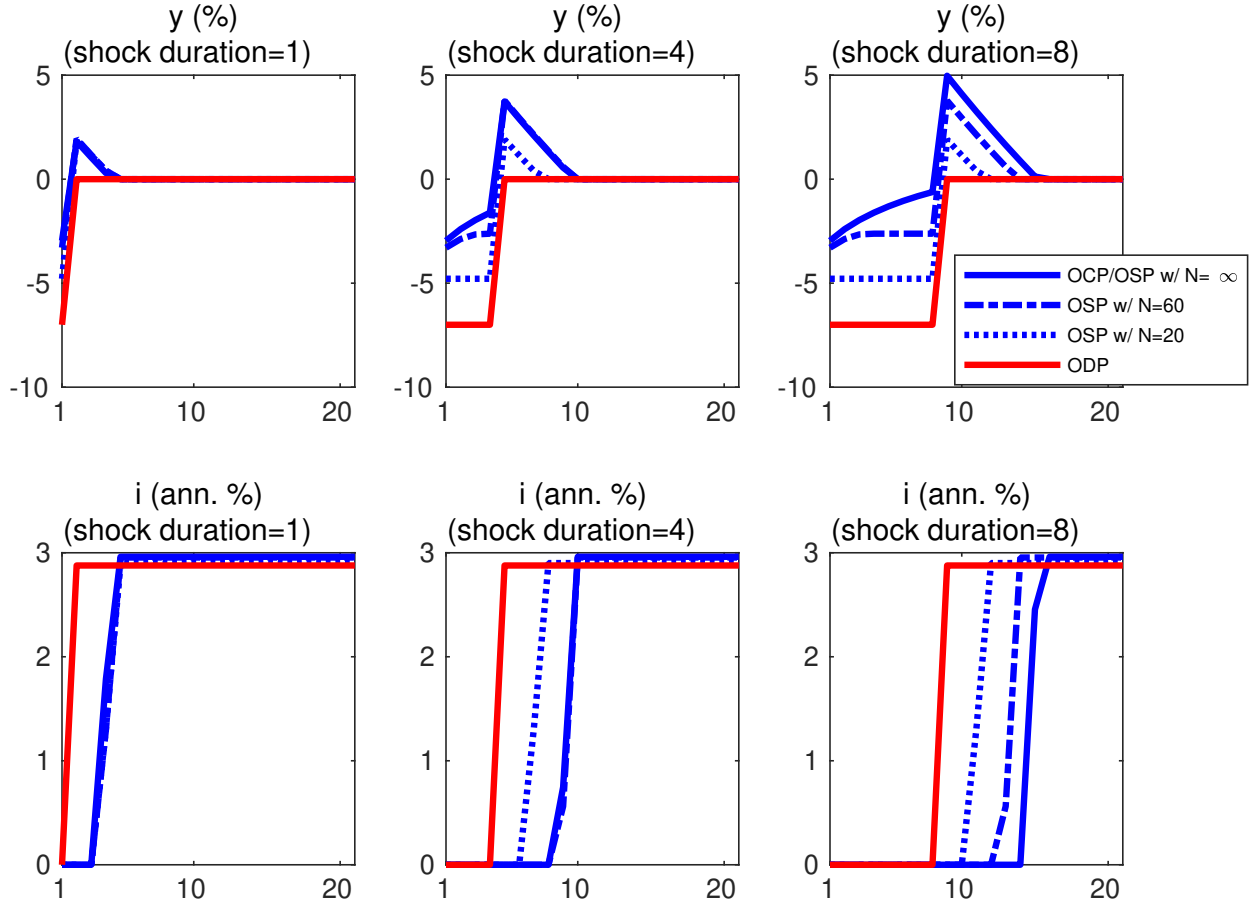 y (%)
(shock duration=1)
5
0
-5
-10
1
10
20
y (%)
(shock duration=4)
5
0
-5
-10
1
10
20
y (%)
(shock duration=8)
5
0
-5
-10
1
10
20
OCP/OSP w/ N= ∞
OSP w/ N=60
OSP w/ N=20
ODP
i (ann. %)
(shock duration=1)
3
2
1
0
1
10
20
i (ann. %)
(shock duration=4)
3
2
1
0
1
10
20
i (ann. %)
(shock duration=8)
3
2
1
0
1
10
20